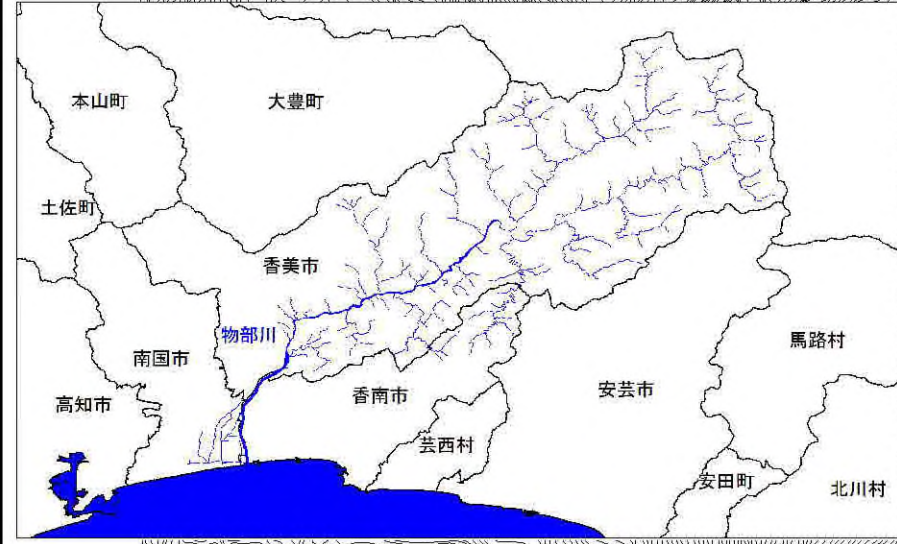 本山町
大豊町
土佐町
香美市
物部川
南国市
馬路村
高知市
香南市
安芸市
芸西村
安田町
北川村